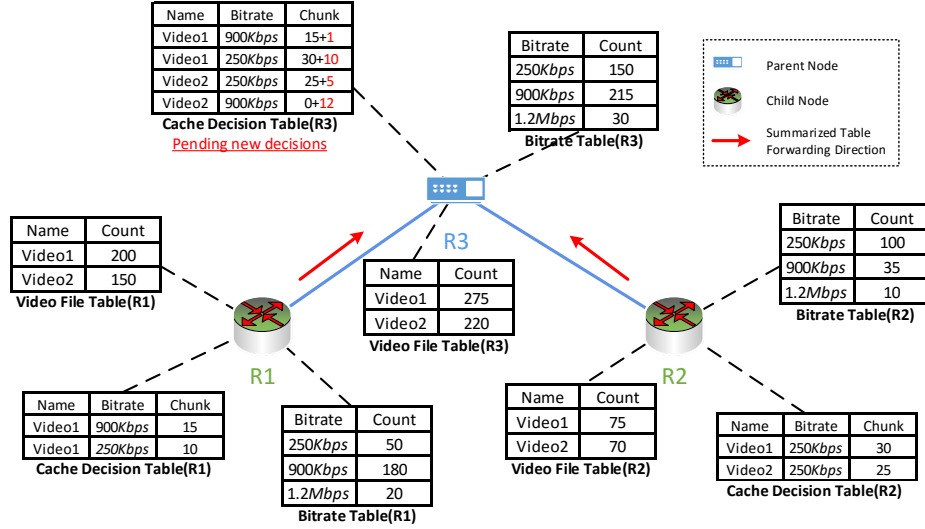 Name Bitrate Chunk
Video1 900Kbps 15+1
Video1 250Kbps 30+10
Video2 250Kbps 25+5
Video2 900Kbps 0+12
Cache Decision Table(R3)
Pending new decisions
Bitrate Count
250Kbps 150
900Kbps 215
1.2Mbps 30
Bitrate Table(R3)
Parent Node
Child Node
Summarized Table
Forwarding Direction
R3
Name Count
Video1 200
Video2 150
Video File Table(R1)
Name Count
Video1 275
Video2 220
Video File Table(R3)
Bitrate Count
250Kbps 100
900Kbps 35
1.2Mbps 10
Bitrate Table(R2)
R1
R2
Name Bitrate Chunk
Video1 900Kbps 15
Video1 250Kbps 10
Cache Decision Table(R1)
Bitrate Count
250Kbps 50
900Kbps 180
1.2Mbps 20
Bitrate Table(R1)
Name Count
Video1 75
Video2 70
Video File Table(R2)
Name Bitrate Chunk
Video1 250Kbps 30
Video2 250Kbps 25
Cache Decision Table(R2)